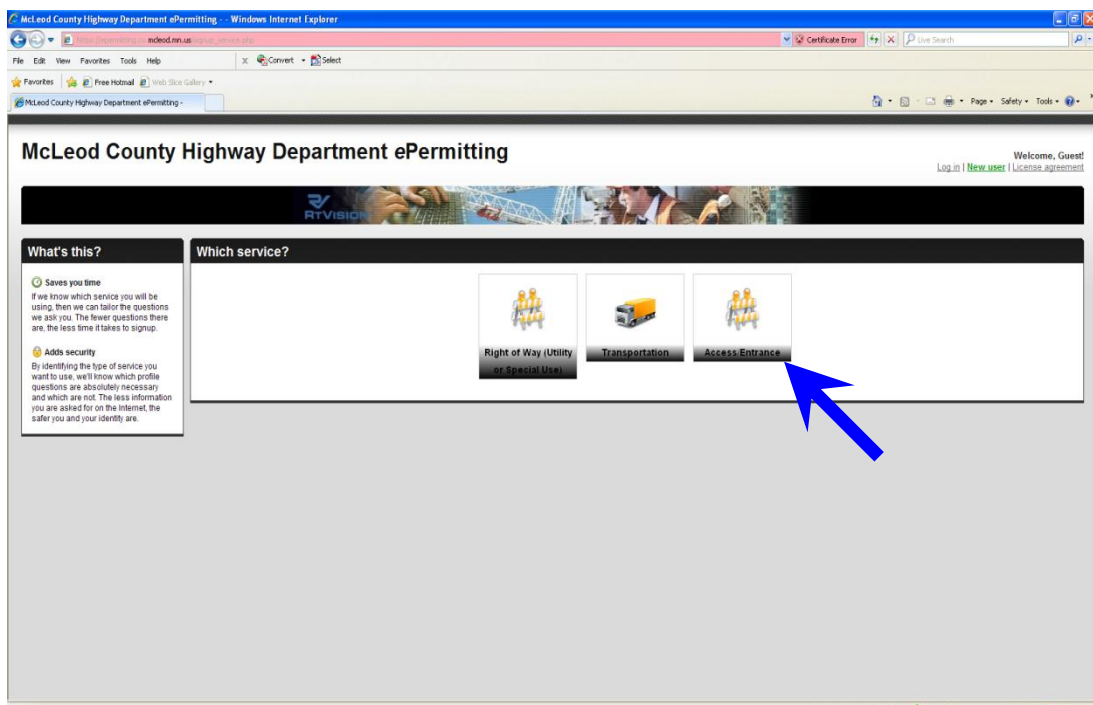 McLeod County Highway Department ePermitting - - Windows Internet Explorer
https://epermitting.co.mcleod.mn.us/signup_service.php
Certificate Error
Live Search
File Edit View Favorites Tools Help
X Convert Select
Favorites Free Hotmail Web Slice Gallery
McLeod County Highway Department ePermitting -
Page Safety Tools
McLeod County Highway Department ePermitting
Welcome, Guest!
Log in | New user | License agreement
RTVISION
What's this?
Saves you time
If we know which service you will be
using, then we can tailor the questions
we ask you. The fewer questions there
are, the less time it takes to signup.
Adds security
By identifying the type of service you
want to use, we'll know which profile
questions are absolutely necessary
and which are not. The less information
you are asked for on the Internet, the
safer you and your identity are.
Which service?
Right of Way (Utility
or Special Use)
Transportation
Access/Entrance